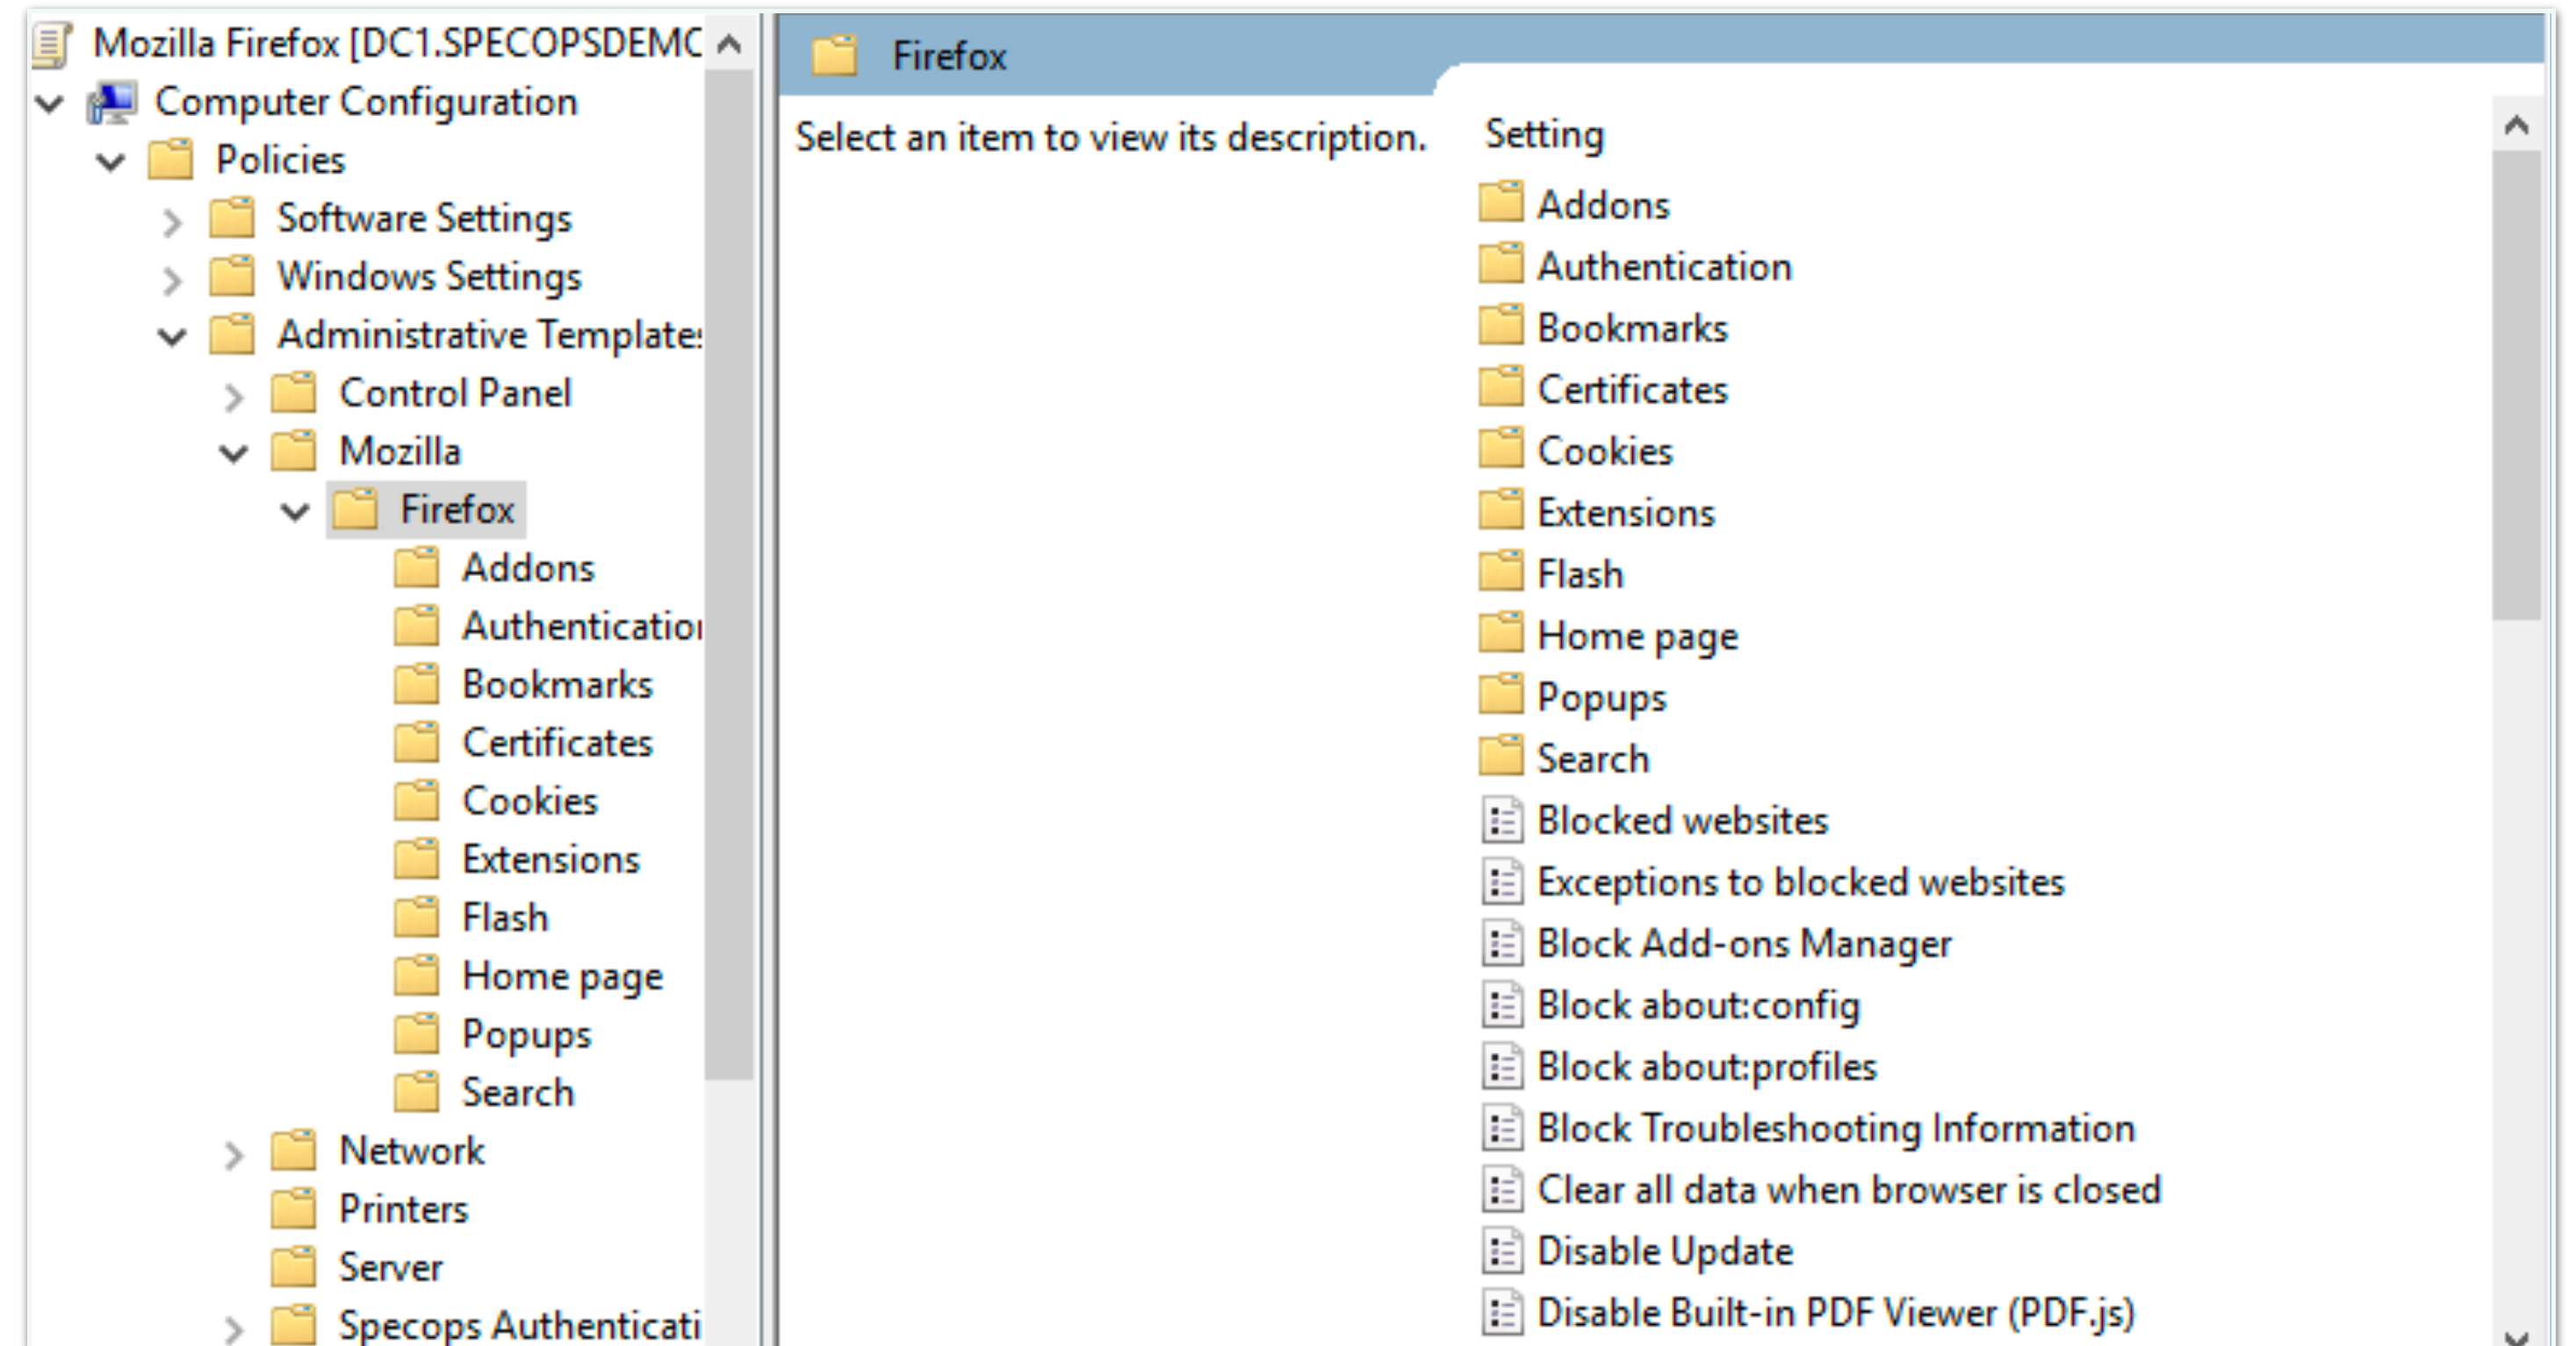 Mozilla Firefox [DC1.SPECOPSDEMO
Computer Configuration
Policies
Software Settings
Windows Settings
Administrative Templates
Control Panel
Mozilla
Firefox
Addons
Authentication
Bookmarks
Certificates
Cookies
Extensions
Flash
Home page
Popups
Search
Network
Printers
Server
Specops Authenticati
Firefox
Select an item to view its description.
Setting
Addons
Authentication
Bookmarks
Certificates
Cookies
Extensions
Flash
Home page
Popups
Search
Blocked websites
Exceptions to blocked websites
Block Add-ons Manager
Block about:config
Block about:profiles
Block Troubleshooting Information
Clear all data when browser is closed
Disable Update
Disable Built-in PDF Viewer (PDF.js)